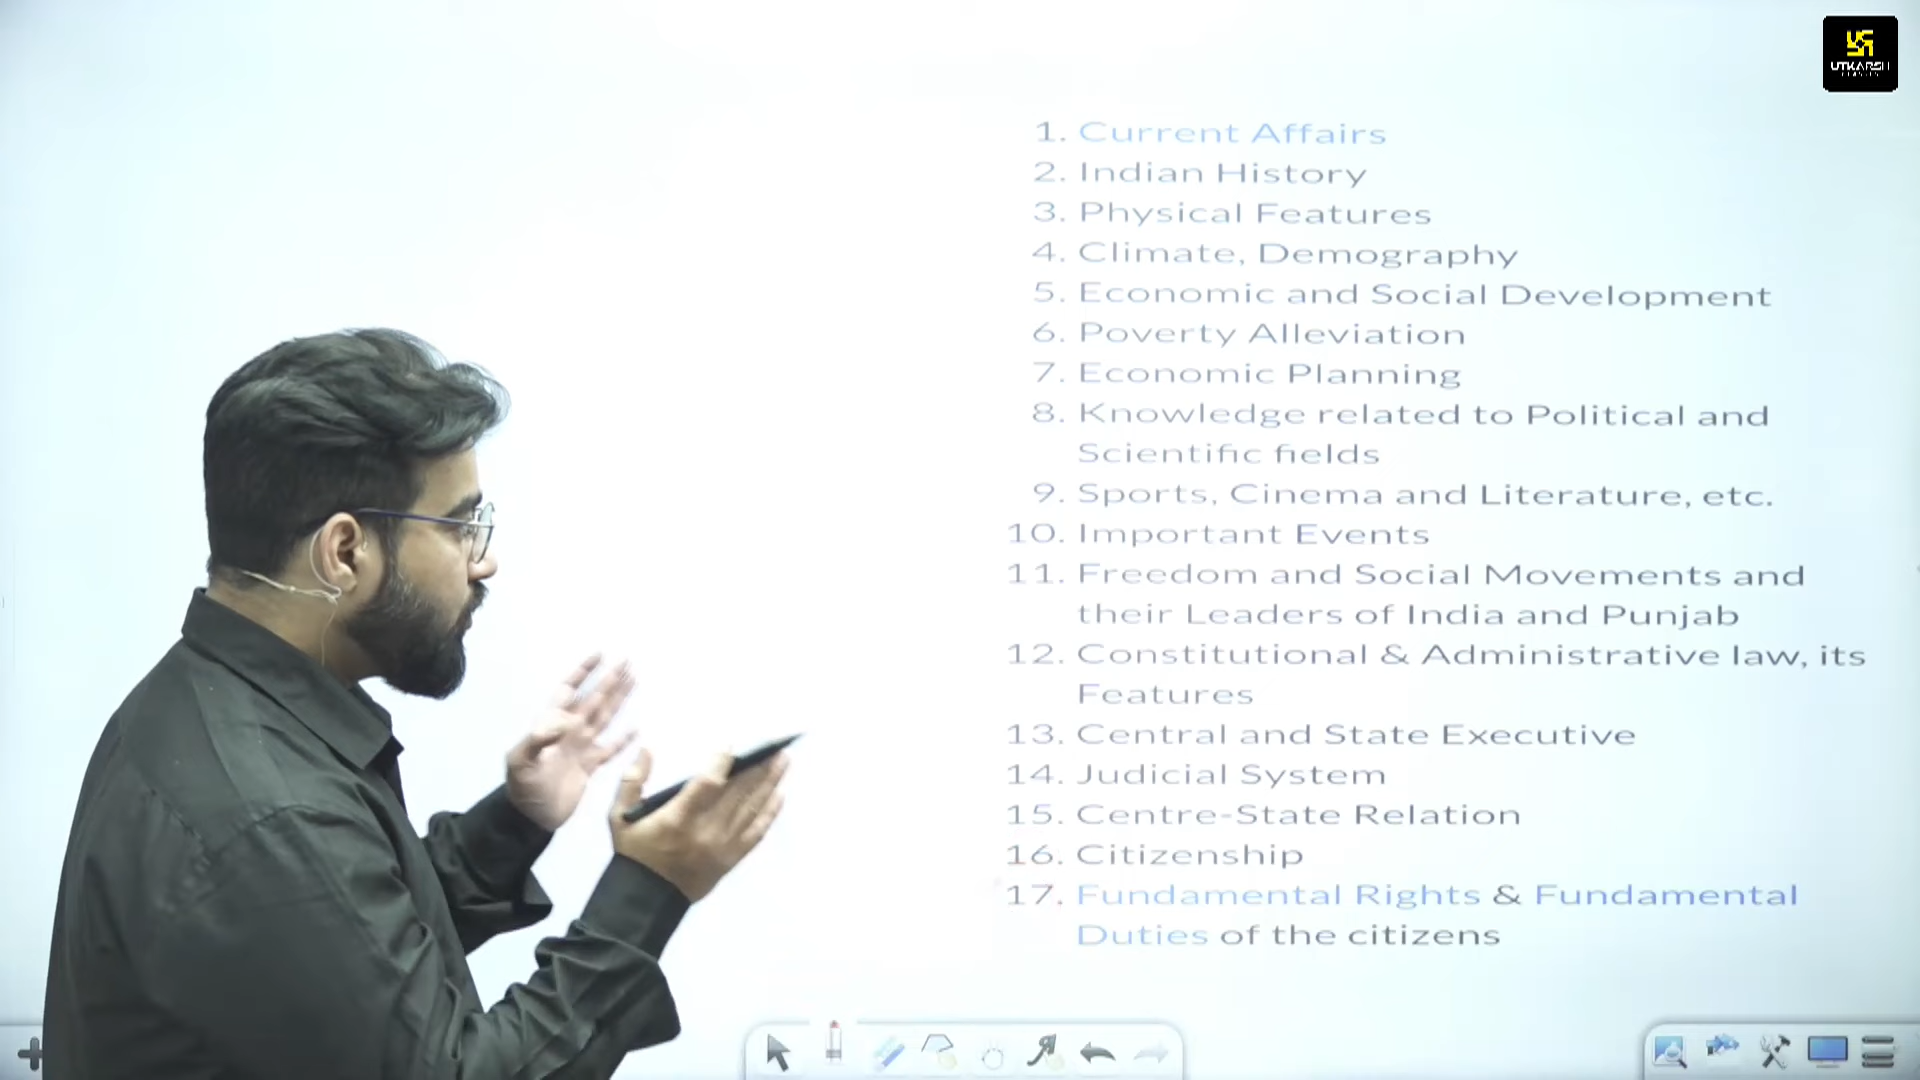 UTKARSH
CLASSES
1. Current Affairs
2. Indian History
3. Physical Features
4. Climate, Demography
5. Economic and Social Development
6. Poverty Alleviation
7. Economic Planning
8. Knowledge related to Political and
Scientific fields
9. Sports, Cinema and Literature, etc.
10. Important Events
11. Freedom and Social Movements and
their Leaders of India and Punjab
12. Constitutional & Administrative law, its
Features
13. Central and State Executive
14. Judicial System
15. Centre-State Relation
16. Citizenship
17. Fundamental Rights & Fundamental
Duties of the citizens